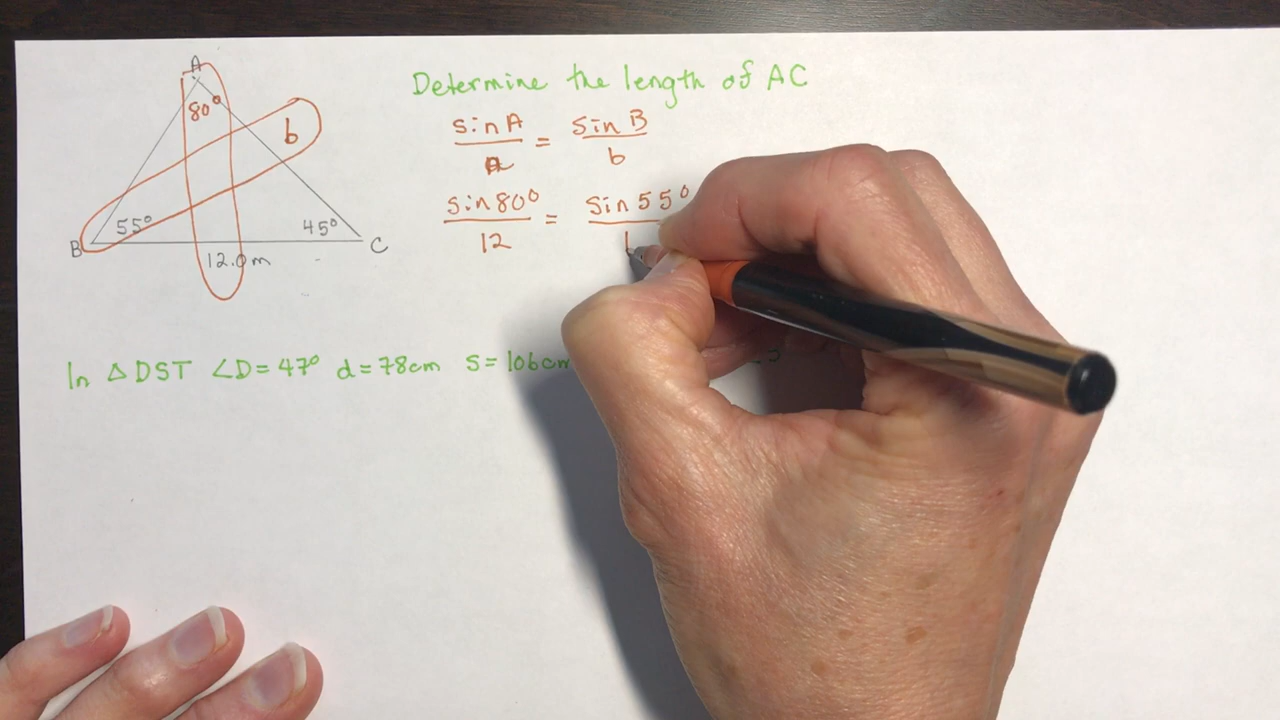 A
80°
b
55°
45°
B
C
12.0m
Determine the length of AC
sin A / a = sin B / b
sin 80° / 12 = sin 55°
In △DST ∠D = 47° d = 78cm s = 106cm